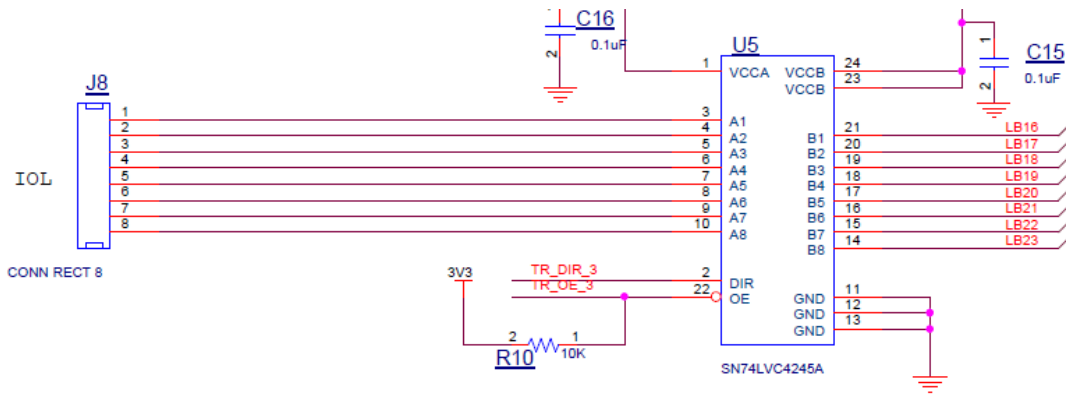 C16
0.1uF
2
U5
1 VCCA VCCB 24
VCCB 23
1
C15
0.1uF
2
J8
1 3 A1
2 4 A2
3 5 A3
4 6 A4
5 7 A5
6 8 A6
7 9 A7
8 10 A8
IOL
CONN RECT 8
B1 21 LB16
B2 20 LB17
B3 19 LB18
B4 18 LB19
B5 17 LB20
B6 16 LB21
B7 15 LB22
B8 14 LB23
3V3
TR_DIR_3 2 DIR
TR_OE_3 22 OE
GND 11
GND 12
GND 13
2 1
R10 10K
SN74LVC4245A